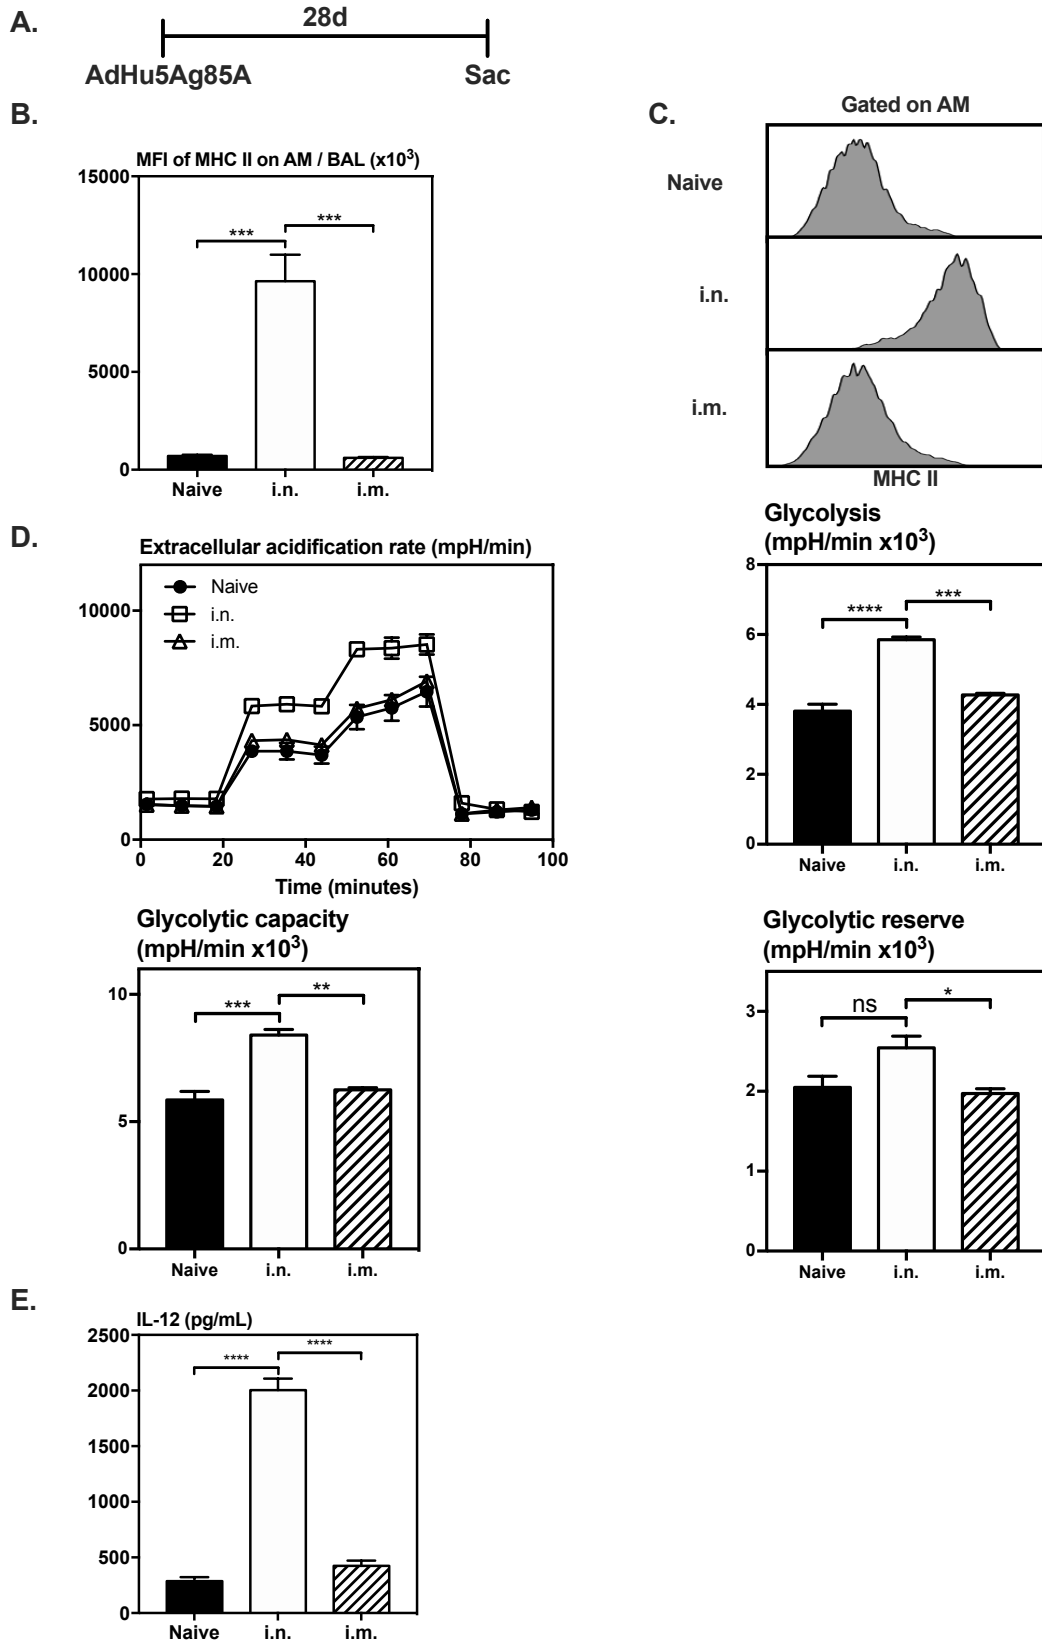 A.
28d
AdHu5Ag85A
Sac
B.
MFI of MHC II on AM / BAL (x10³)
15000
10000
5000
0
***
***
Naive
i.n.
i.m.
C.
Gated on AM
Naive
i.n.
i.m.
MHC II
D.
Extracellular acidification rate (mpH/min)
Naive
i.n.
i.m.
10000
5000
0
0
20
40
60
80
100
Time (minutes)
Glycolysis
(mpH/min x10³)
8
6
4
2
0
****
***
Naive
i.n.
i.m.
Glycolytic capacity
(mpH/min x10³)
10
5
0
***
**
Naive
i.n.
i.m.
Glycolytic reserve
(mpH/min x10³)
3
2
1
0
ns
*
Naive
i.n.
i.m.
E.
IL-12 (pg/mL)
2500
2000
1500
1000
500
0
****
****
Naive
i.n.
i.m.